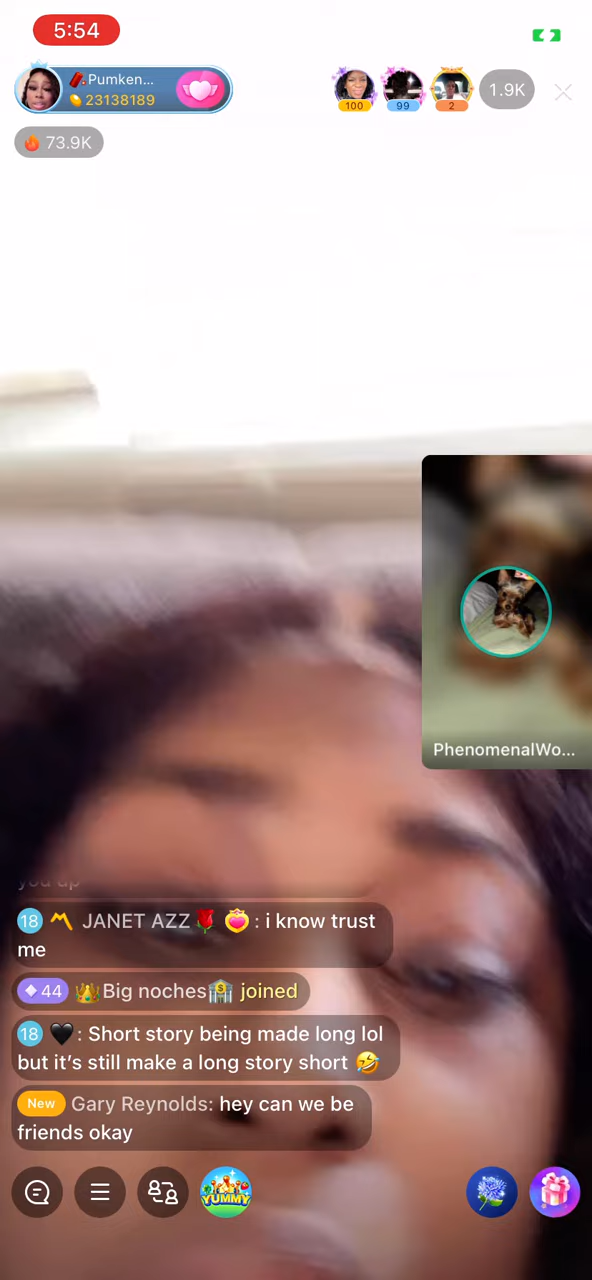 5:54
Pumken...
23138189
100
99
2
1.9K
73.9K
PhenomenalWo...
you up
18 JANET AZZ : i know trust
me
44 Big noches joined
18 : Short story being made long lol
but it's still make a long story short
New Gary Reynolds: hey can we be
friends okay
YUMMY